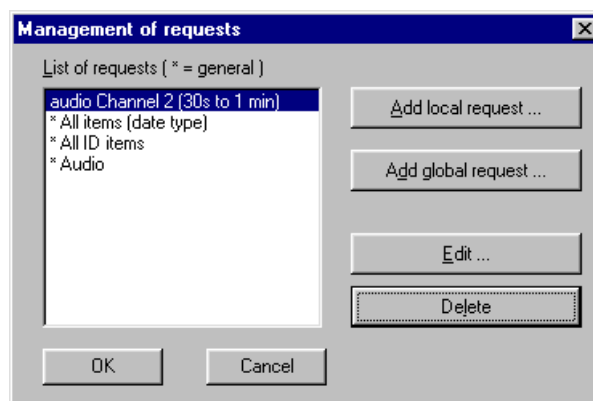 Management of requests
List of requests ( * = general )
audio Channel 2 (30s to 1 min)
* All items (date type)
* All ID items
* Audio
Add local request ...
Add global request ...
Edit ...
Delete
OK
Cancel